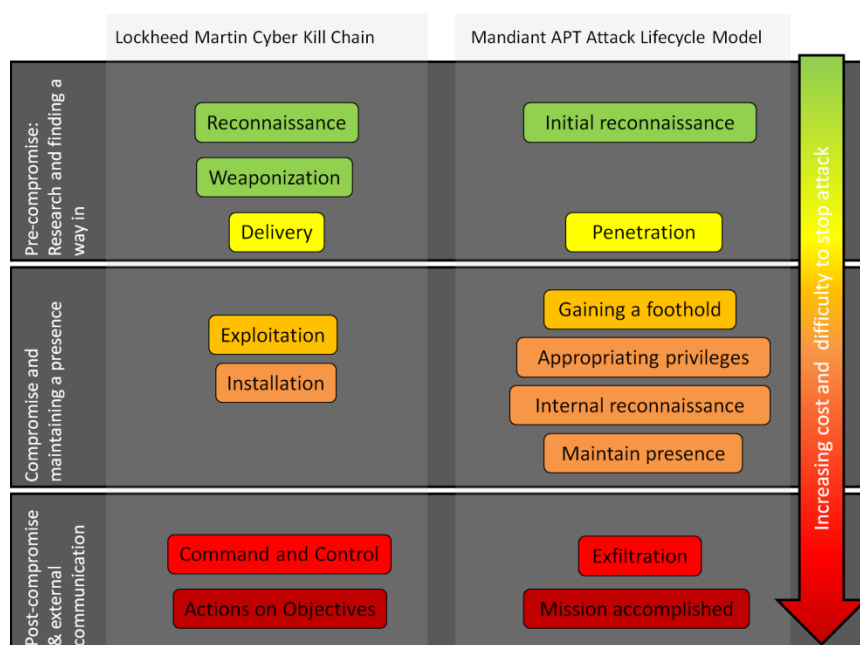 Lockheed Martin Cyber Kill Chain
Mandiant APT Attack Lifecycle Model
Pre-compromise:
Research and finding a
way in
Reconnaissance
Initial reconnaissance
Weaponization
Delivery
Penetration
Compromise and
maintaining a presence
Exploitation
Gaining a foothold
Installation
Appropriating privileges
Internal reconnaissance
Maintain presence
Post-compromise
& external
communication
Command and Control
Exfiltration
Actions on Objectives
Mission accomplished
Increasing cost and difficulty to stop attack